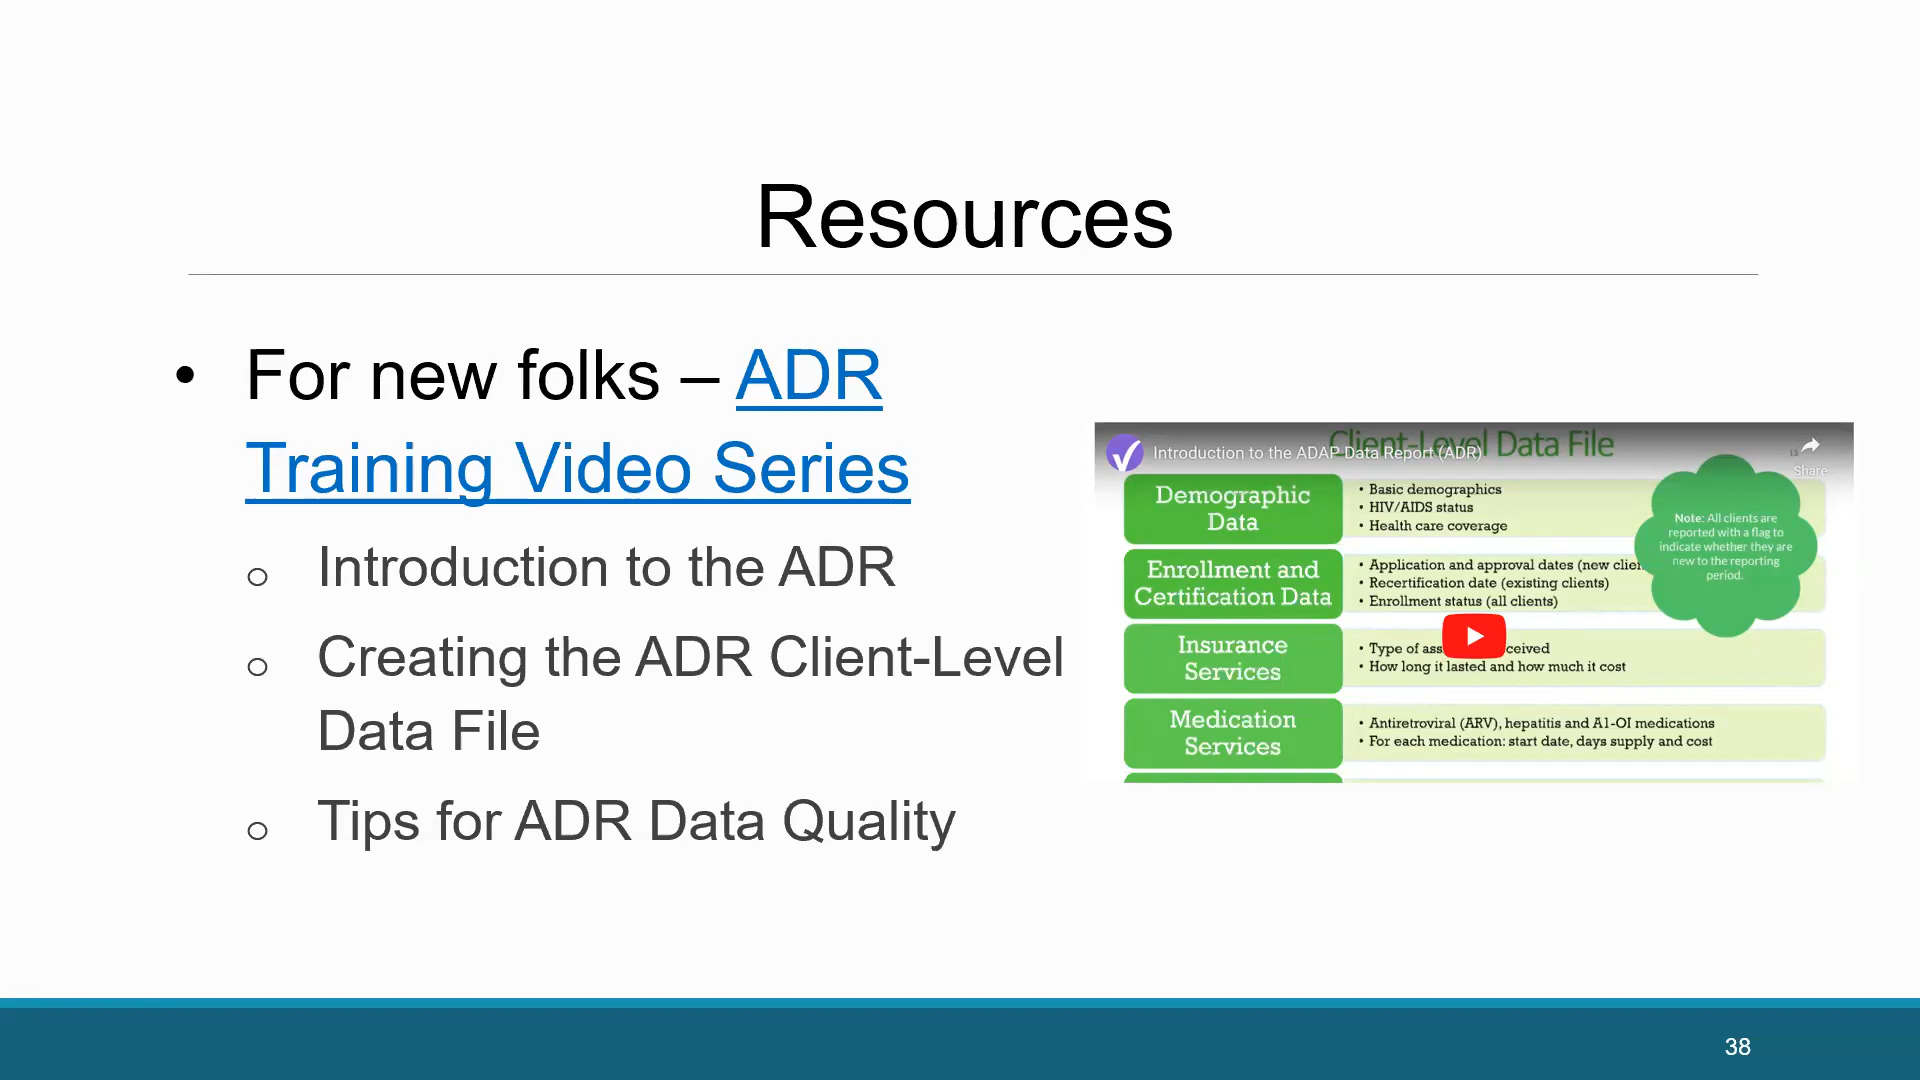 Resources
• For new folks – ADR
Training Video Series
o Introduction to the ADR
o Creating the ADR Client-Level
Data File
o Tips for ADR Data Quality
Client-Level Data File
Introduction to the ADAP Data Report (ADR)
Share
Demographic
Data
• Basic demographics
• HIV/AIDS status
• Health care coverage
Note: All clients are
reported with a flag to
indicate whether they are
new to the reporting
period.
Enrollment and
Certification Data
• Application and approval dates (new clien
• Recertification date (existing clients)
• Enrollment status (all clients)
Insurance
Services
• Type of ass ceived
• How long it lasted and how much it cost
Medication
Services
• Antiretroviral (ARV), hepatitis and A1-OI medications
• For each medication: start date, days supply and cost
38